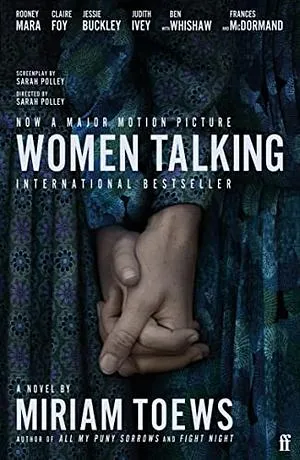 ROONEY MARA CLAIRE FOY JESSIE BUCKLEY JUDITH IVEY WITH BEN WHISHAW AND FRANCES McDORMAND
SCREENPLAY BY
SARAH POLLEY
DIRECTED BY
SARAH POLLEY
NOW A MAJOR MOTION PICTURE
WOMEN TALKING
INTERNATIONAL BESTSELLER
A NOVEL BY
MIRIAM TOEWS
AUTHOR OF ALL MY PUNY SORROWS AND FIGHT NIGHT
ff